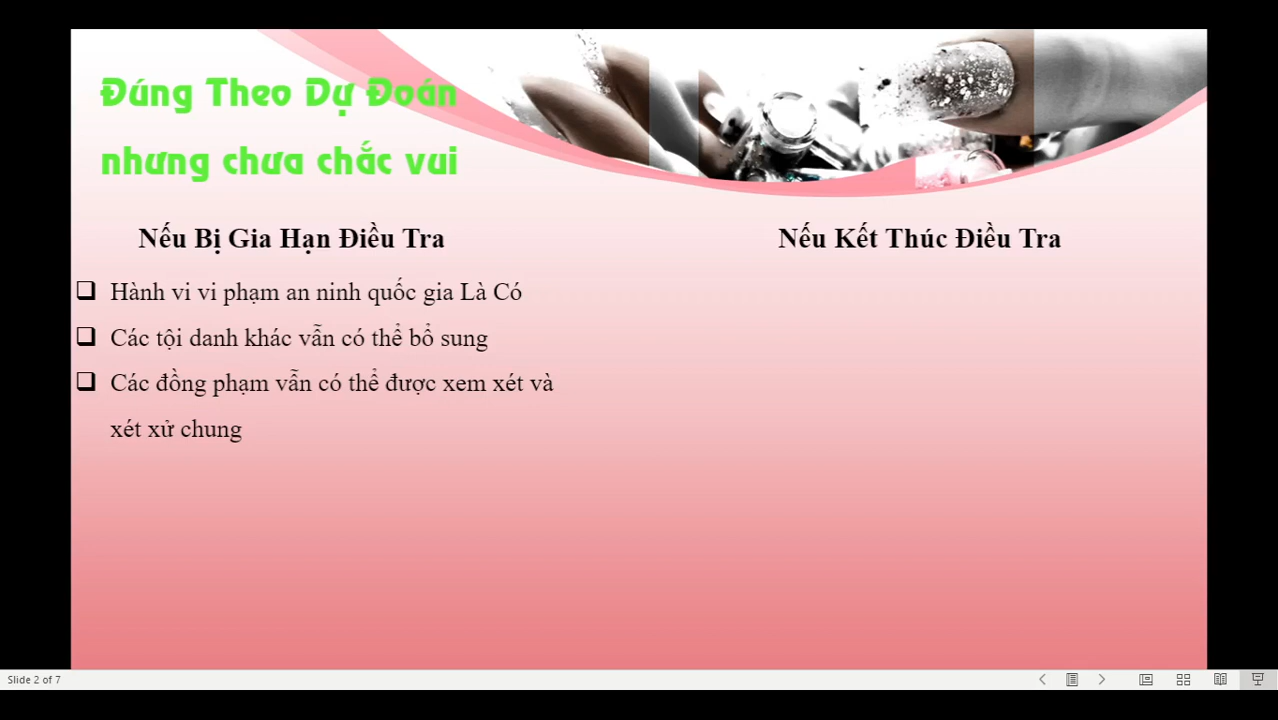 Đúng Theo Dự Đoán
nhưng chưa chắc vui
Nếu Bị Gia Hạn Điều Tra
Nếu Kết Thúc Điều Tra
Hành vi vi phạm an ninh quốc gia Là Có
Các tội danh khác vẫn có thể bổ sung
Các đồng phạm vẫn có thể được xem xét và
xét xử chung
Slide 2 of 7